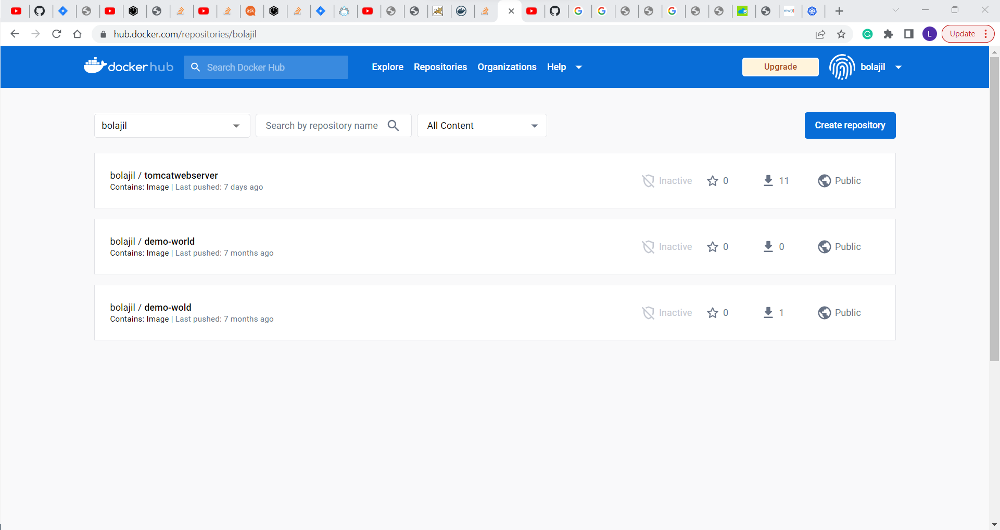 ask
mw[i]
hub.docker.com/repositories/bolajil
L
Update
docker hub
Search Docker Hub
Explore
Repositories
Organizations
Help
Upgrade
bolajil
bolajil
Search by repository name
All Content
Create repository
bolajil / tomcatwebserver
Contains: Image | Last pushed: 7 days ago
Inactive
0
11
Public
bolajil / demo-world
Contains: Image | Last pushed: 7 months ago
Inactive
0
0
Public
bolajil / demo-wold
Contains: Image | Last pushed: 7 months ago
Inactive
0
1
Public